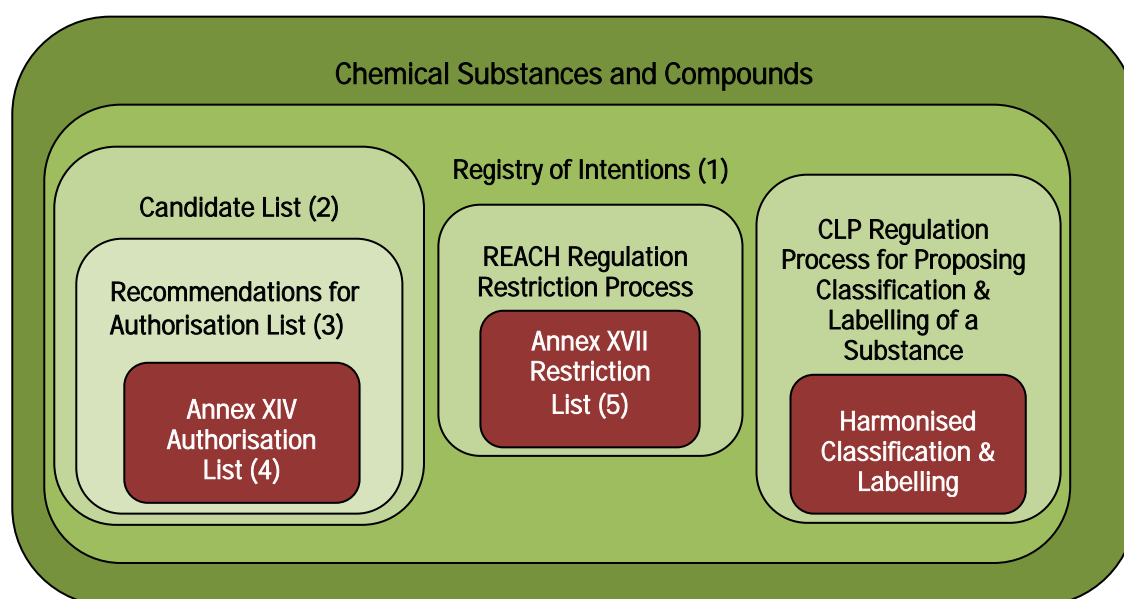 Chemical Substances and Compounds
Registry of Intentions (1)
Candidate List (2)
Recommendations for
Authorisation List (3)
Annex XIV
Authorisation
List (4)
REACH Regulation
Restriction Process
Annex XVII
Restriction
List (5)
CLP Regulation
Process for Proposing
Classification &
Labelling of a
Substance
Harmonised
Classification &
Labelling